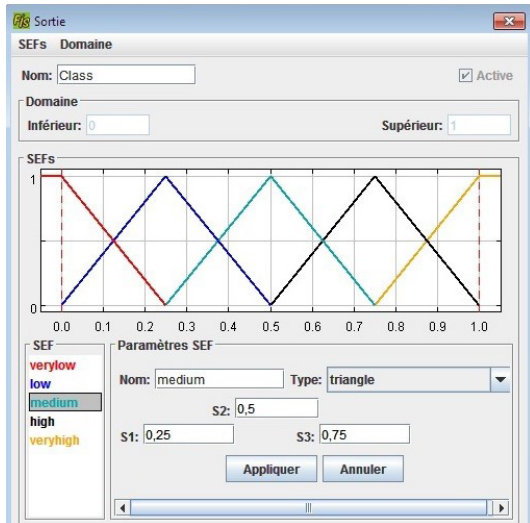 Fis Sortie
SEFs Domaine
Nom: Class Active
Domaine
Inférieur: 0 Supérieur: 1
SEFs
1
0
0.0 0.1 0.2 0.3 0.4 0.5 0.6 0.7 0.8 0.9 1.0
SEF
verylow
low
medium
high
veryhigh
Paramètres SEF
Nom: medium Type: triangle
S2: 0,5
S1: 0,25 S3: 0,75
Appliquer Annuler